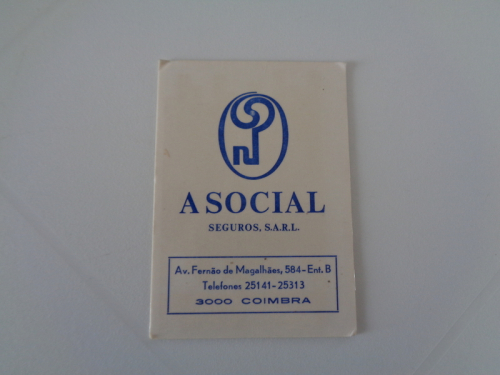 A SOCIAL
SEGUROS, S.A.R.L.
Av. Fernão de Magalhães, 584-Ent. B
Telefones 25141-25313
3000 COIMBRA